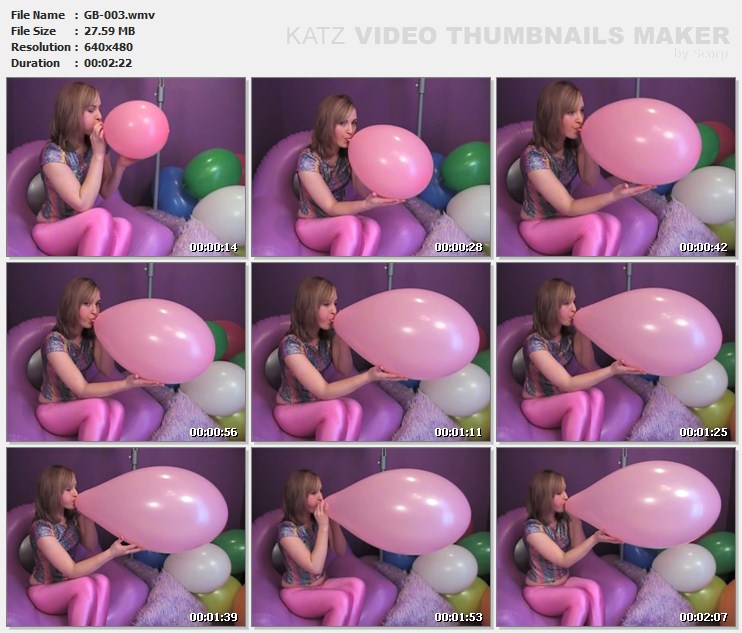 File Name : GB-003.wmv
File Size : 27.59 MB
Resolution : 640x480
Duration : 00:02:22
KATZ VIDEO THUMBNAILS MAKER
by Scorp
00:00:14
00:00:28
00:00:42
00:00:56
00:01:11
00:01:25
00:01:39
00:01:53
00:02:07